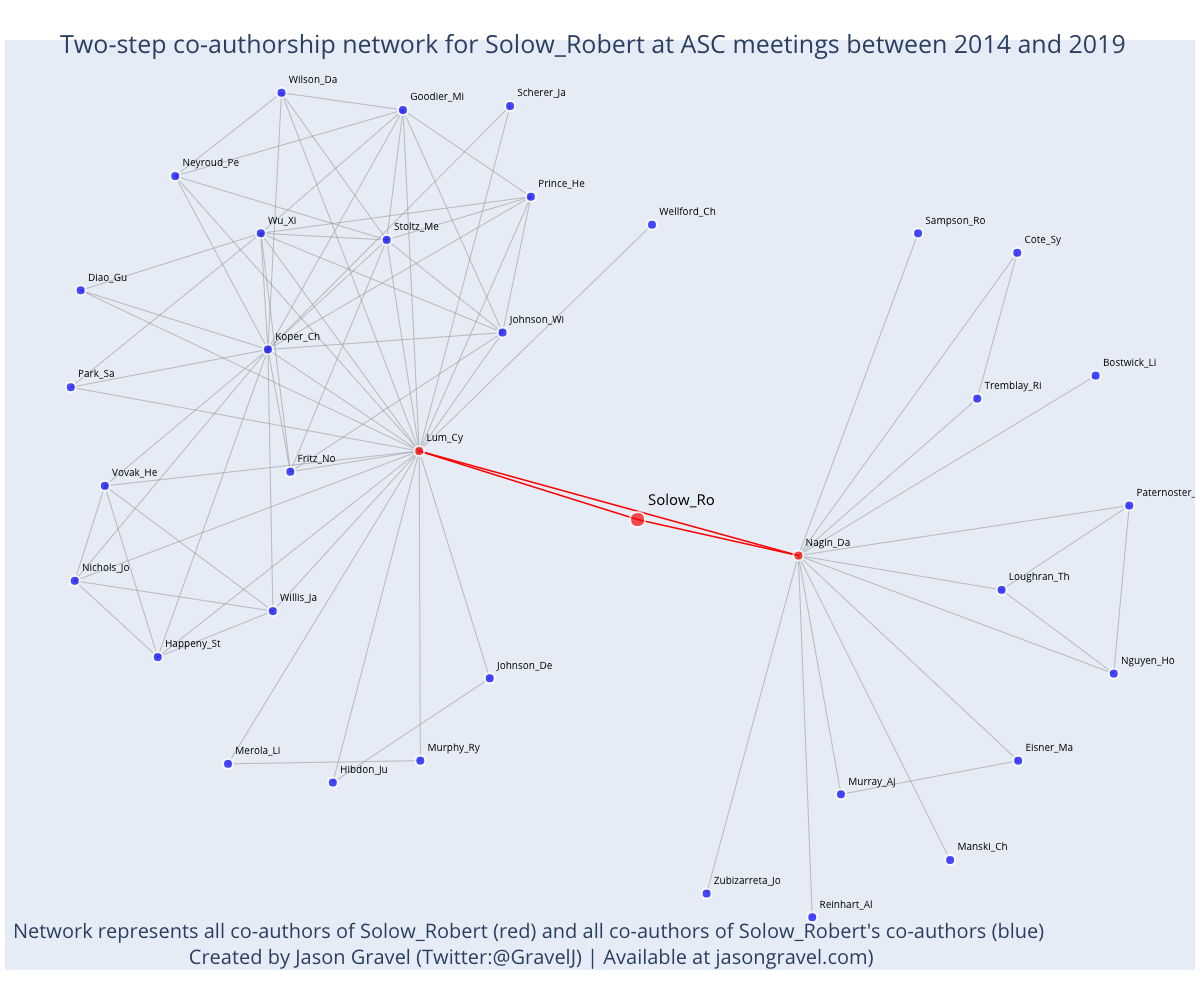 Two-step co-authorship network for Solow_Robert at ASC meetings between 2014 and 2019
Wilson_Da
Goodier_Mi
Scherer_Ja
Neyroud_Pe
Prince_He
Wellford_Ch
Wu_Xi
Stoltz_Me
Sampson_Ro
Cote_Sy
Diao_Gu
Johnson_Wi
Koper_Ch
Bostwick_Li
Park_Sa
Tremblay_Ri
Lum_Cy
Fritz_No
Vovak_He
Solow_Ro
Paternoster_
Nagin_Da
Nichols_Jo
Loughran_Th
Willis_Ja
Happeny_St
Nguyen_Ho
Johnson_De
Merola_Li
Murphy_Ry
Eisner_Ma
Hibdon_Ju
Murray_Aj
Manski_Ch
Zubizarreta_Jo
Reinhart_Al
Network represents all co-authors of Solow_Robert (red) and all co-authors of Solow_Robert's co-authors (blue)
Created by Jason Gravel (Twitter:@GravelJ) | Available at jasongravel.com)